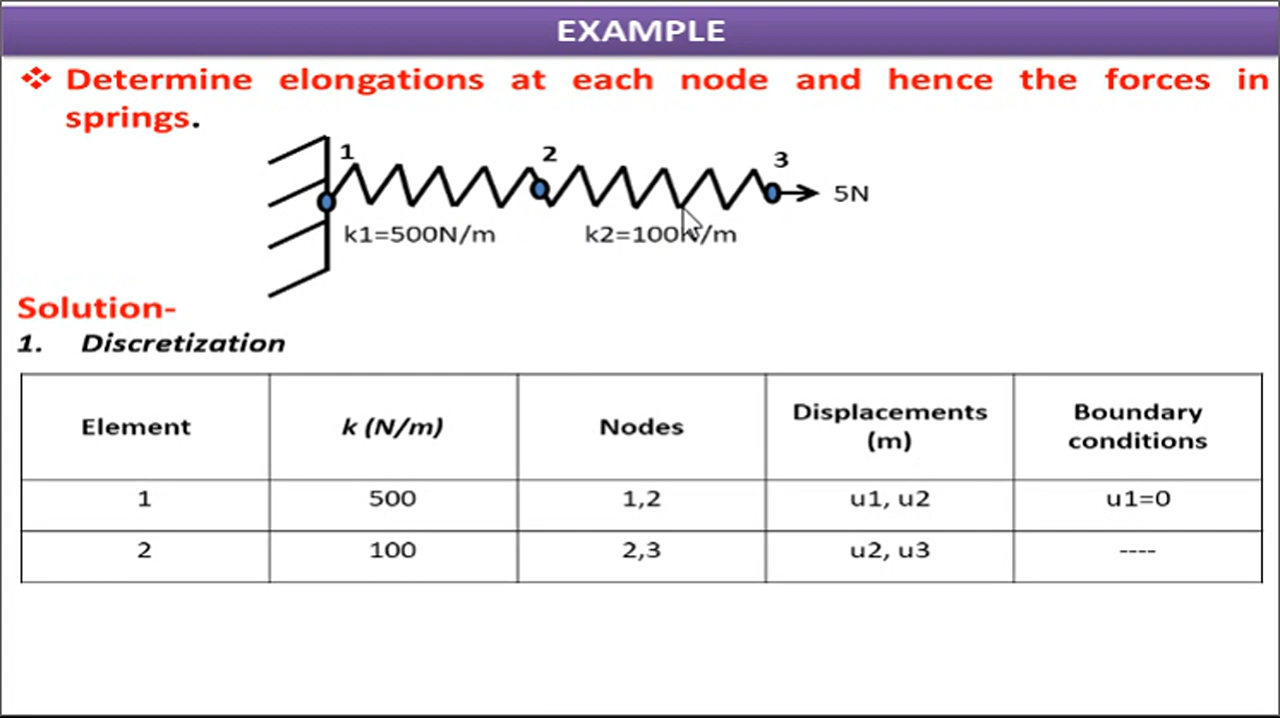 EXAMPLE
❖ Determine elongations at each node and hence the forces in
springs.
1 2 3
5N
k1=500N/m k2=100N/m
Solution-
1. Discretization
Element k (N/m) Nodes Displacements (m) Boundary conditions
1 500 1,2 u1, u2 u1=0
2 100 2,3 u2, u3 ----